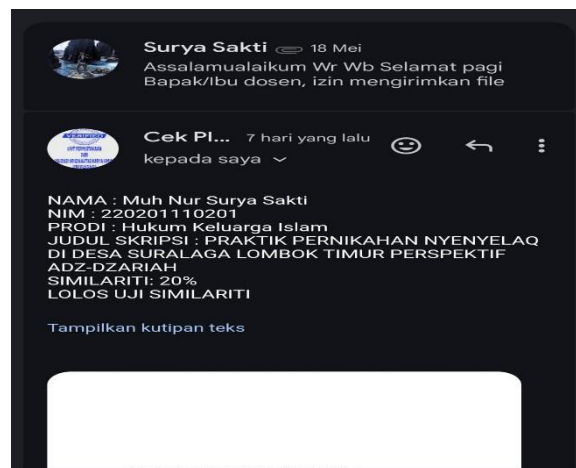 Surya Sakti 18 Mei
Assalamualaikum Wr Wb Selamat pagi
Bapak/Ibu dosen, izin mengirimkan file
Cek Pl... 7 hari yang lalu
kepada saya
NAMA : Muh Nur Surya Sakti
NIM : 220201110201
PRODI : Hukum Keluarga Islam
JUDUL SKRIPSI : PRAKTIK PERNIKAHAN NYENYELAQ
DI DESA SURALAGA LOMBOK TIMUR PERSPEKTIF
ADZ-DZARIAH
SIMILARITI: 20%
LOLOS UJI SIMILARITI
Tampilkan kutipan teks